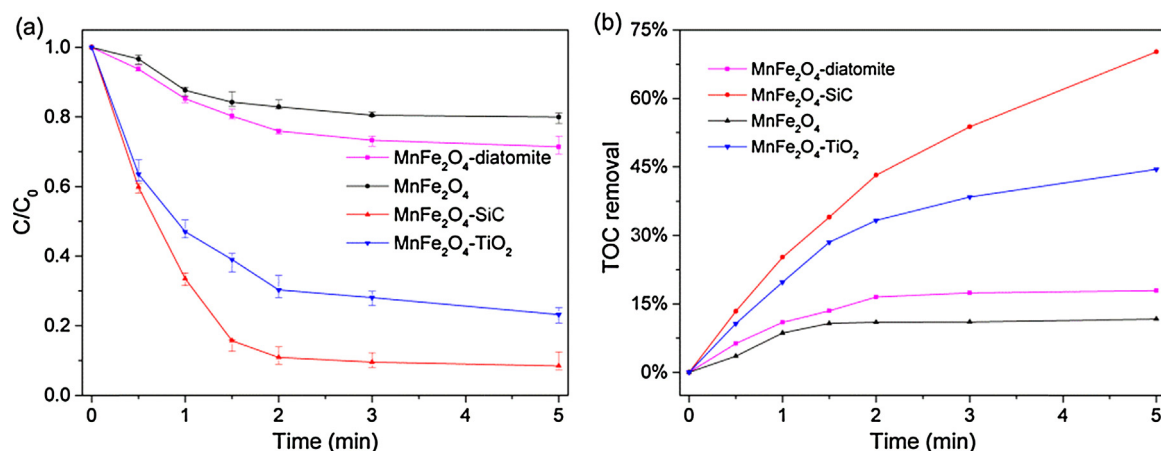 (a)
1.0
0.8
0.6
0.4
0.2
0.0
C/C₀
MnFe₂O₄-diatomite
MnFe₂O₄
MnFe₂O₄-SiC
MnFe₂O₄-TiO₂
0 1 2 3 4 5
Time (min)
(b)
75%
60%
45%
30%
15%
0%
TOC removal
MnFe₂O₄-diatomite
MnFe₂O₄-SiC
MnFe₂O₄
MnFe₂O₄-TiO₂
0 1 2 3 4 5
Time (min)